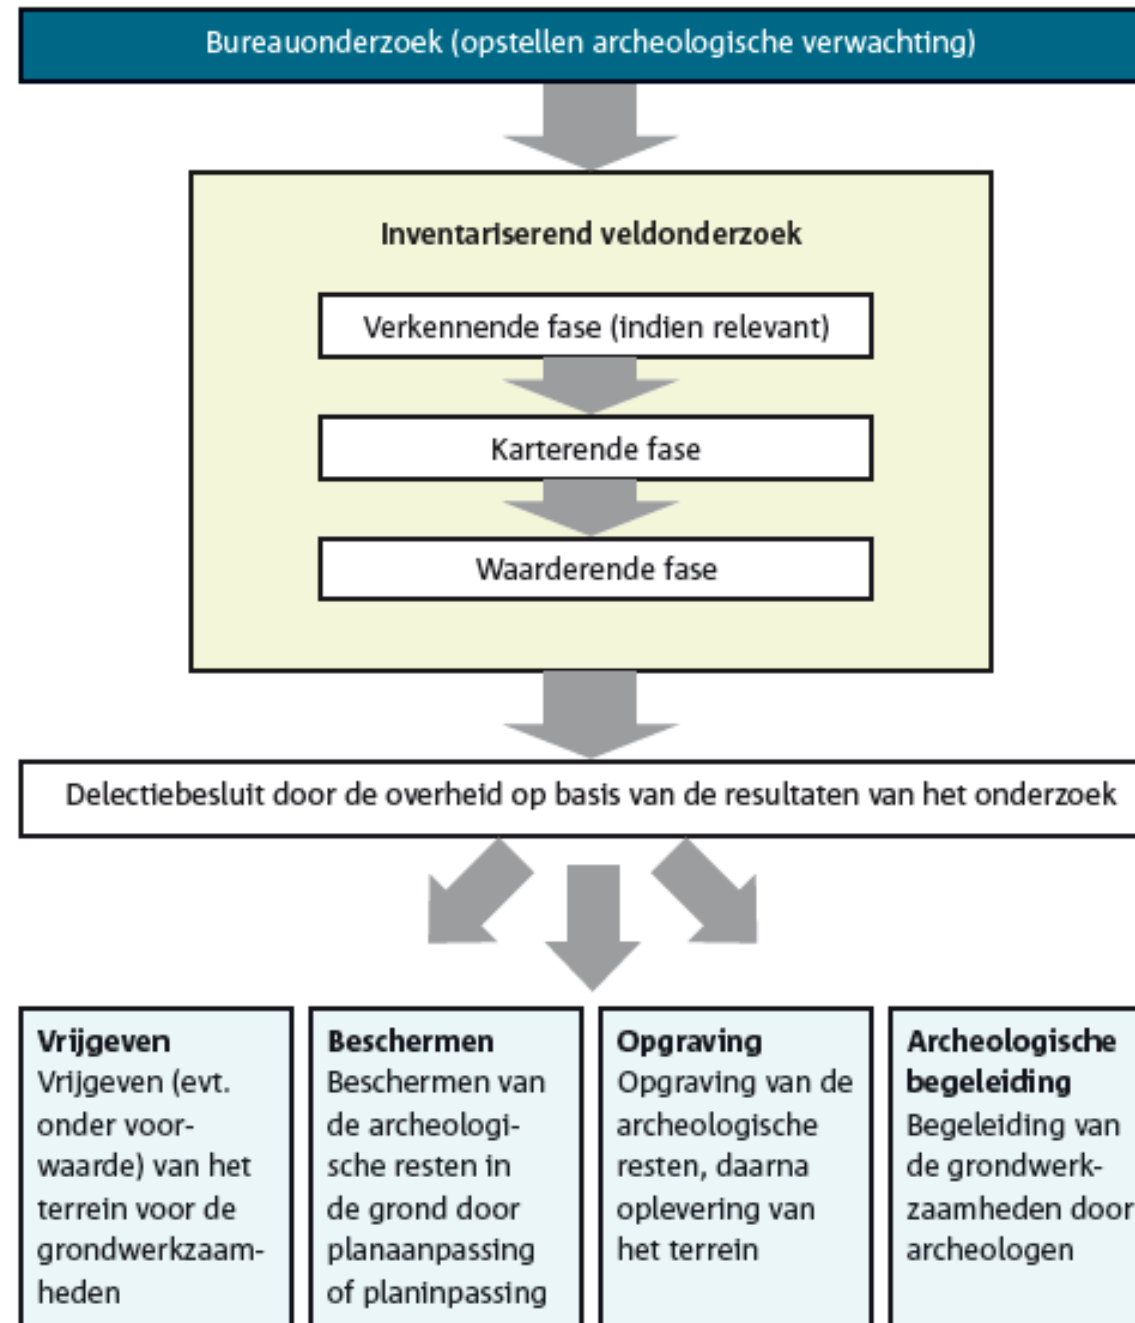 Bureauonderzoek (opstellen archeologische verwachting)
Inventariserend veldonderzoek
Verkennende fase (indien relevant)
Karterende fase
Waarderende fase
Delectiebesluit door de overheid op basis van de resultaten van het onderzoek
Vrijgeven
Vrijgeven (evt.
onder voor-
waarde) van het
terrein voor de
grondwerkzaam-
heden
Beschermen
Beschermen van
de archeologi-
sche resten in
de grond door
planaanpassing
of planinpassing
Opgraving
Opgraving van de
archeologische
resten, daarna
oplevering van
het terrein
Archeologische
begeleiding
Begeleiding van
de grondwerk-
zaamheden door
archeologen